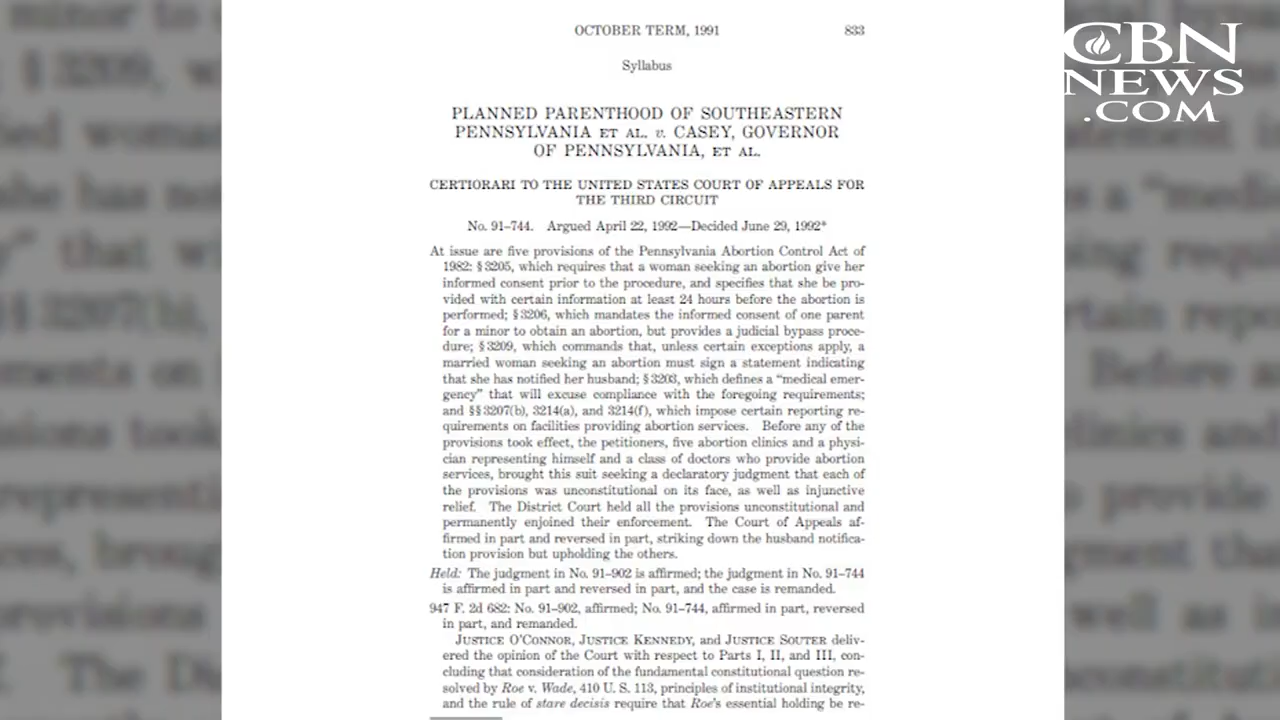 OCTOBER TERM, 1991 833
CBN
NEWS
.COM
Syllabus
PLANNED PARENTHOOD OF SOUTHEASTERN
PENNSYLVANIA ET AL. v. CASEY, GOVERNOR
OF PENNSYLVANIA, ET AL.
CERTIORARI TO THE UNITED STATES COURT OF APPEALS FOR
THE THIRD CIRCUIT
No. 91–744. Argued April 22, 1992—Decided June 29, 1992*
At issue are five provisions of the Pennsylvania Abortion Control Act of
1982: § 3205, which requires that a woman seeking an abortion give her
informed consent prior to the procedure, and specifies that she be pro-
vided with certain information at least 24 hours before the abortion is
performed; § 3206, which mandates the informed consent of one parent
for a minor to obtain an abortion, but provides a judicial bypass proce-
dure; § 3209, which commands that, unless certain exceptions apply, a
married woman seeking an abortion must sign a statement indicating
that she has notified her husband; § 3203, which defines a “medical emer-
gency” that will excuse compliance with the foregoing requirements;
and §§ 3207(b), 3214(a), and 3214(f), which impose certain reporting re-
quirements on facilities providing abortion services. Before any of the
provisions took effect, the petitioners, five abortion clinics and a physi-
cian representing himself and a class of doctors who provide abortion
services, brought this suit seeking a declaratory judgment that each of
the provisions was unconstitutional on its face, as well as injunctive
relief. The District Court held all the provisions unconstitutional and
permanently enjoined their enforcement. The Court of Appeals af-
firmed in part and reversed in part, striking down the husband notifica-
tion provision but upholding the others.
Held: The judgment in No. 91–902 is affirmed; the judgment in No. 91–744
is affirmed in part and reversed in part, and the case is remanded.
947 F. 2d 682: No. 91–902, affirmed; No. 91–744, affirmed in part, reversed
in part, and remanded.
JUSTICE O’CONNOR, JUSTICE KENNEDY, and JUSTICE SOUTER deliv-
ered the opinion of the Court with respect to Parts I, II, and III, con-
cluding that consideration of the fundamental constitutional question re-
solved by Roe v. Wade, 410 U. S. 113, principles of institutional integrity,
and the rule of stare decisis require that Roe’s essential holding be re-